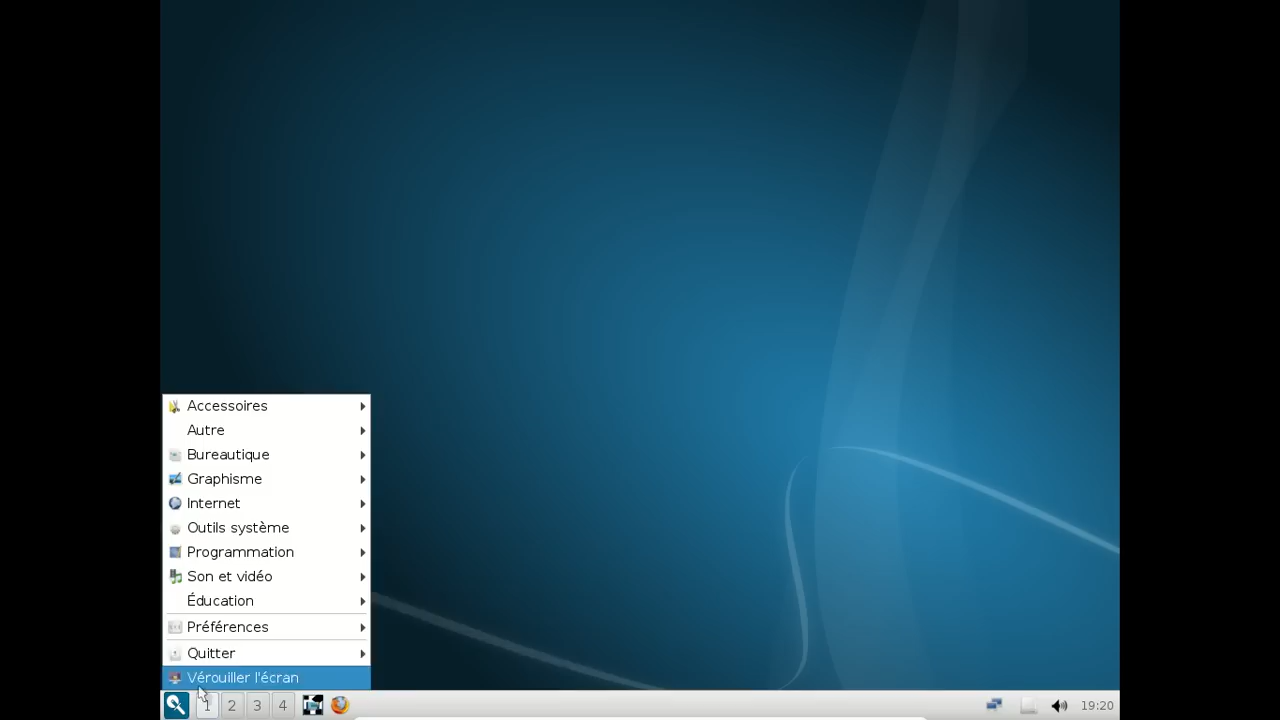 Accessoires
Autre
Bureautique
Graphisme
Internet
Outils système
Programmation
Son et vidéo
Éducation
Préférences
Quitter
Vérouiller l'écran
1 2 3 4 19:20